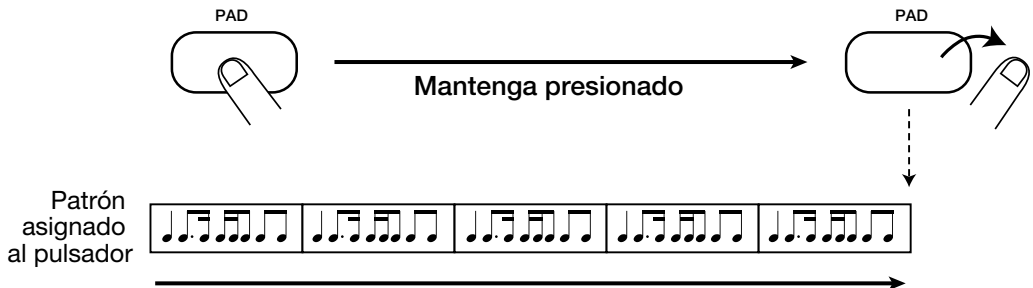 PAD
PAD
Mantenga presionado
Patrón
asignado
al pulsador